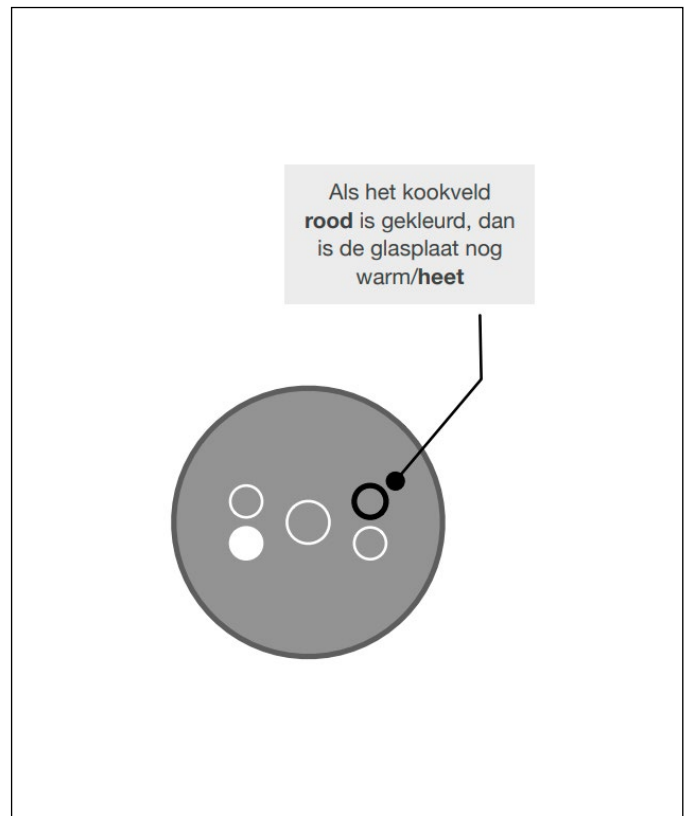 Als het kookveld
rood is gekleurd, dan
is de glasplaat nog
warm/heet